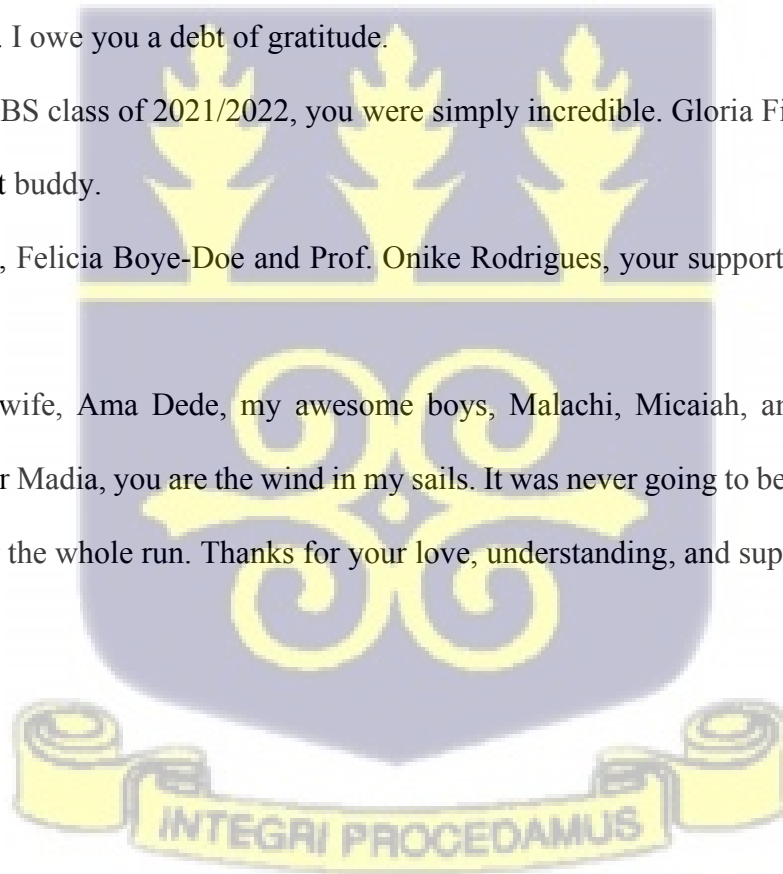 . I owe you a debt of gratitude.
BS class of 2021/2022, you were simply incredible. Gloria Fi
t buddy.
, Felicia Boye-Doe and Prof. Onike Rodrigues, your support
wife, Ama Dede, my awesome boys, Malachi, Micaiah, an
r Madia, you are the wind in my sails. It was never going to be
the whole run. Thanks for your love, understanding, and sup
INTEGRI PROCEDAMUS